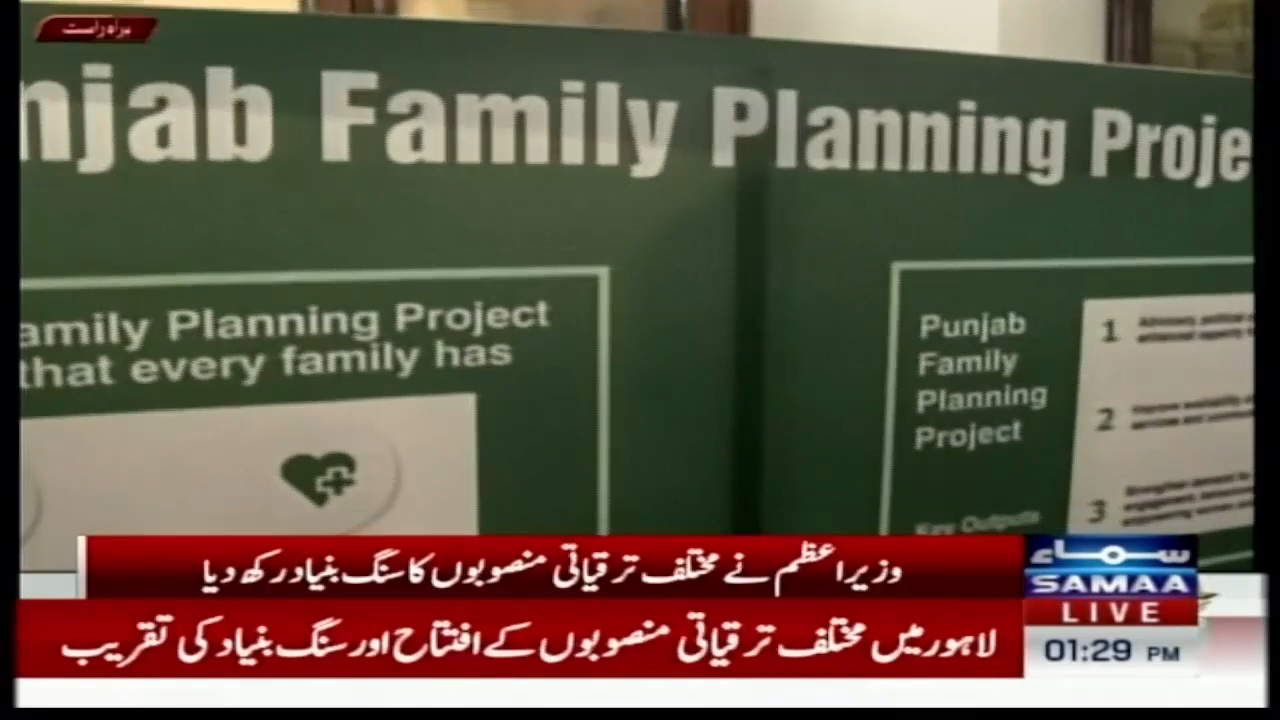 براہ راست
njab Family Planning Proje
amily Planning Project
that every family has
Punjab
Family
Planning
Project
Key Outputs
1
2
3
وزیراعظم نے مختلف ترقیاتی منصوبوں کا سنگ بنیاد رکھ دیا
لاہور میں مختلف ترقیاتی منصوبوں کے افتتاح اور سنگ بنیاد کی تقریب
سماء
SAMAA
LIVE
01:29 PM